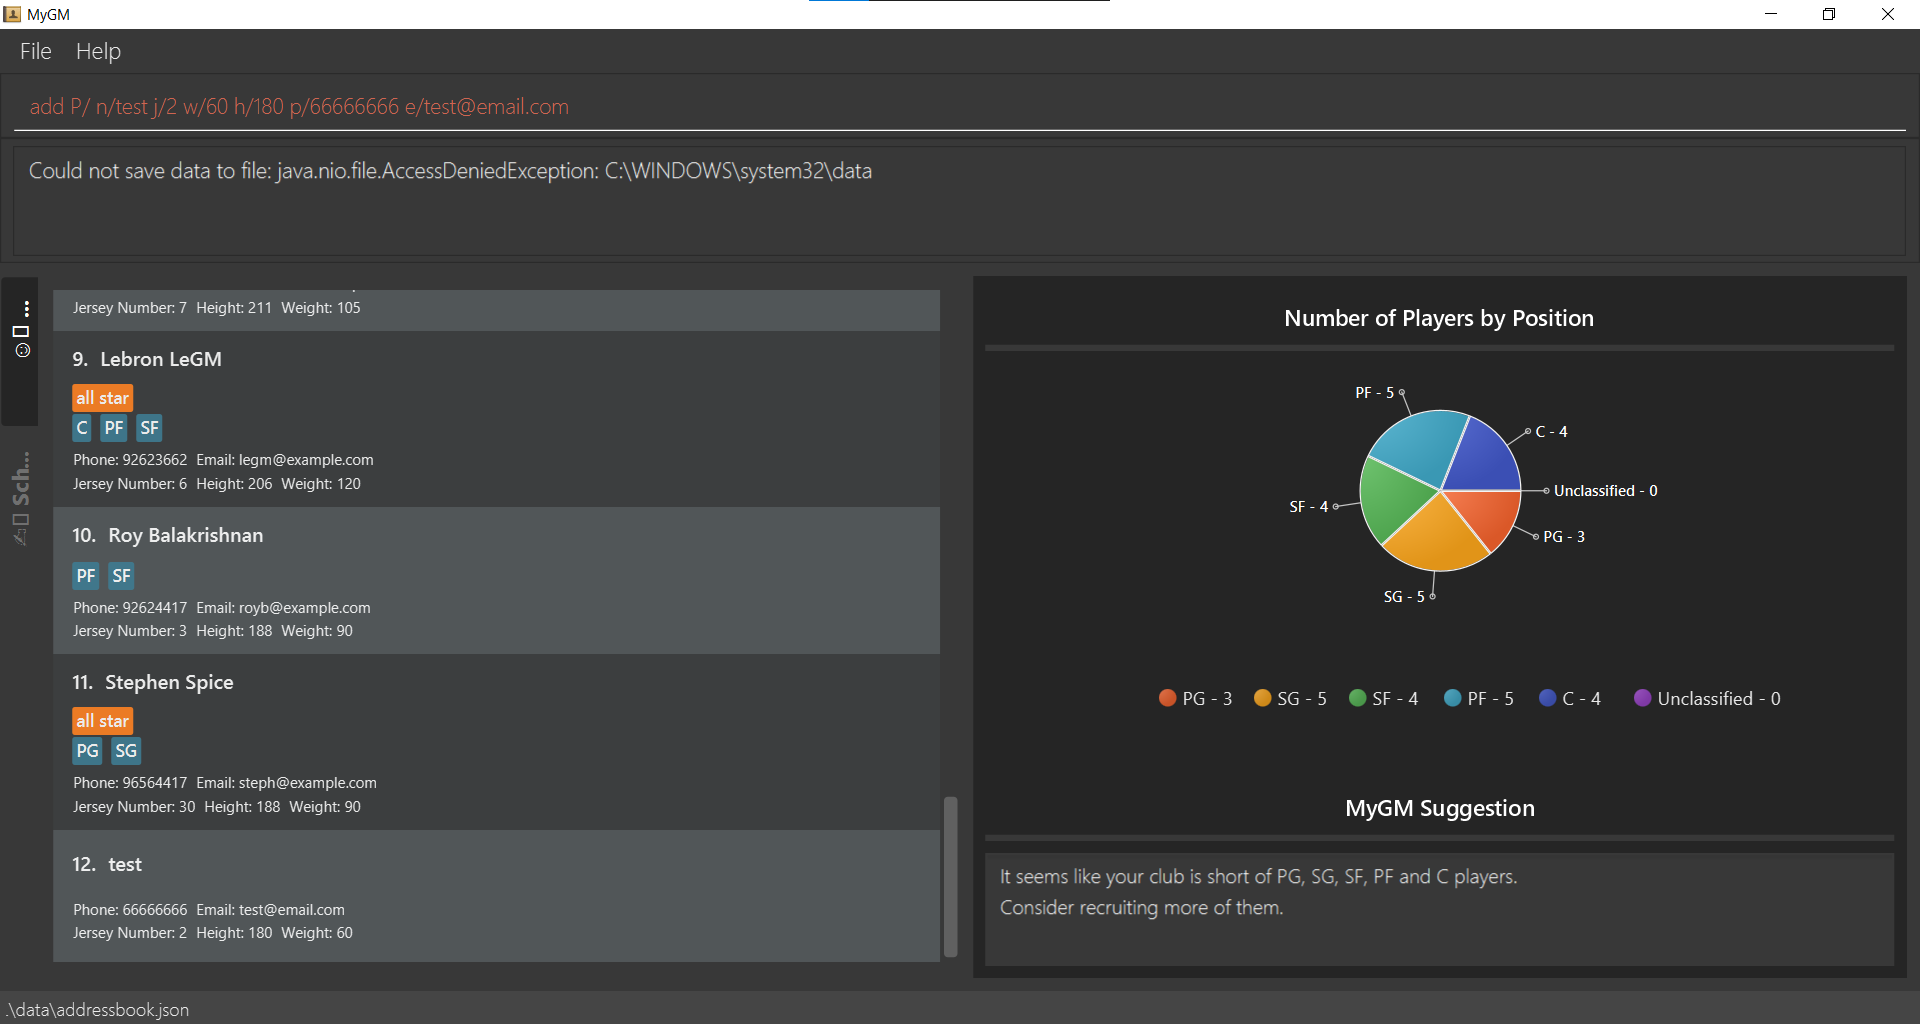 MyGM
File Help
add P/ n/test j/2 w/60 h/180 p/66666666 e/test@email.com
Could not save data to file: java.nio.file.AccessDeniedException: C:\WINDOWS\system32\data
Sch...
Jersey Number: 7 Height: 211 Weight: 105
9. Lebron LeGM
all star
C PF SF
Phone: 92623662 Email: legm@example.com
Jersey Number: 6 Height: 206 Weight: 120
10. Roy Balakrishnan
PF SF
Phone: 92624417 Email: royb@example.com
Jersey Number: 3 Height: 188 Weight: 90
11. Stephen Spice
all star
PG SG
Phone: 96564417 Email: steph@example.com
Jersey Number: 30 Height: 188 Weight: 90
12. test
Phone: 66666666 Email: test@email.com
Jersey Number: 2 Height: 180 Weight: 60
Number of Players by Position
PF - 5
C - 4
Unclassified - 0
SF - 4
PG - 3
SG - 5
PG - 3 SG - 5 SF - 4 PF - 5 C - 4 Unclassified - 0
MyGM Suggestion
It seems like your club is short of PG, SG, SF, PF and C players.
Consider recruiting more of them.
.\data\addressbook.json